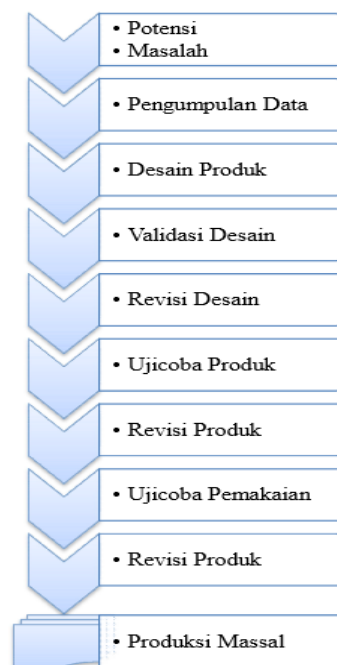 • Potensi
• Masalah
• Pengumpulan Data
• Desain Produk
• Validasi Desain
• Revisi Desain
• Ujicoba Produk
• Revisi Produk
• Ujicoba Pemakaian
• Revisi Produk
• Produksi Massal